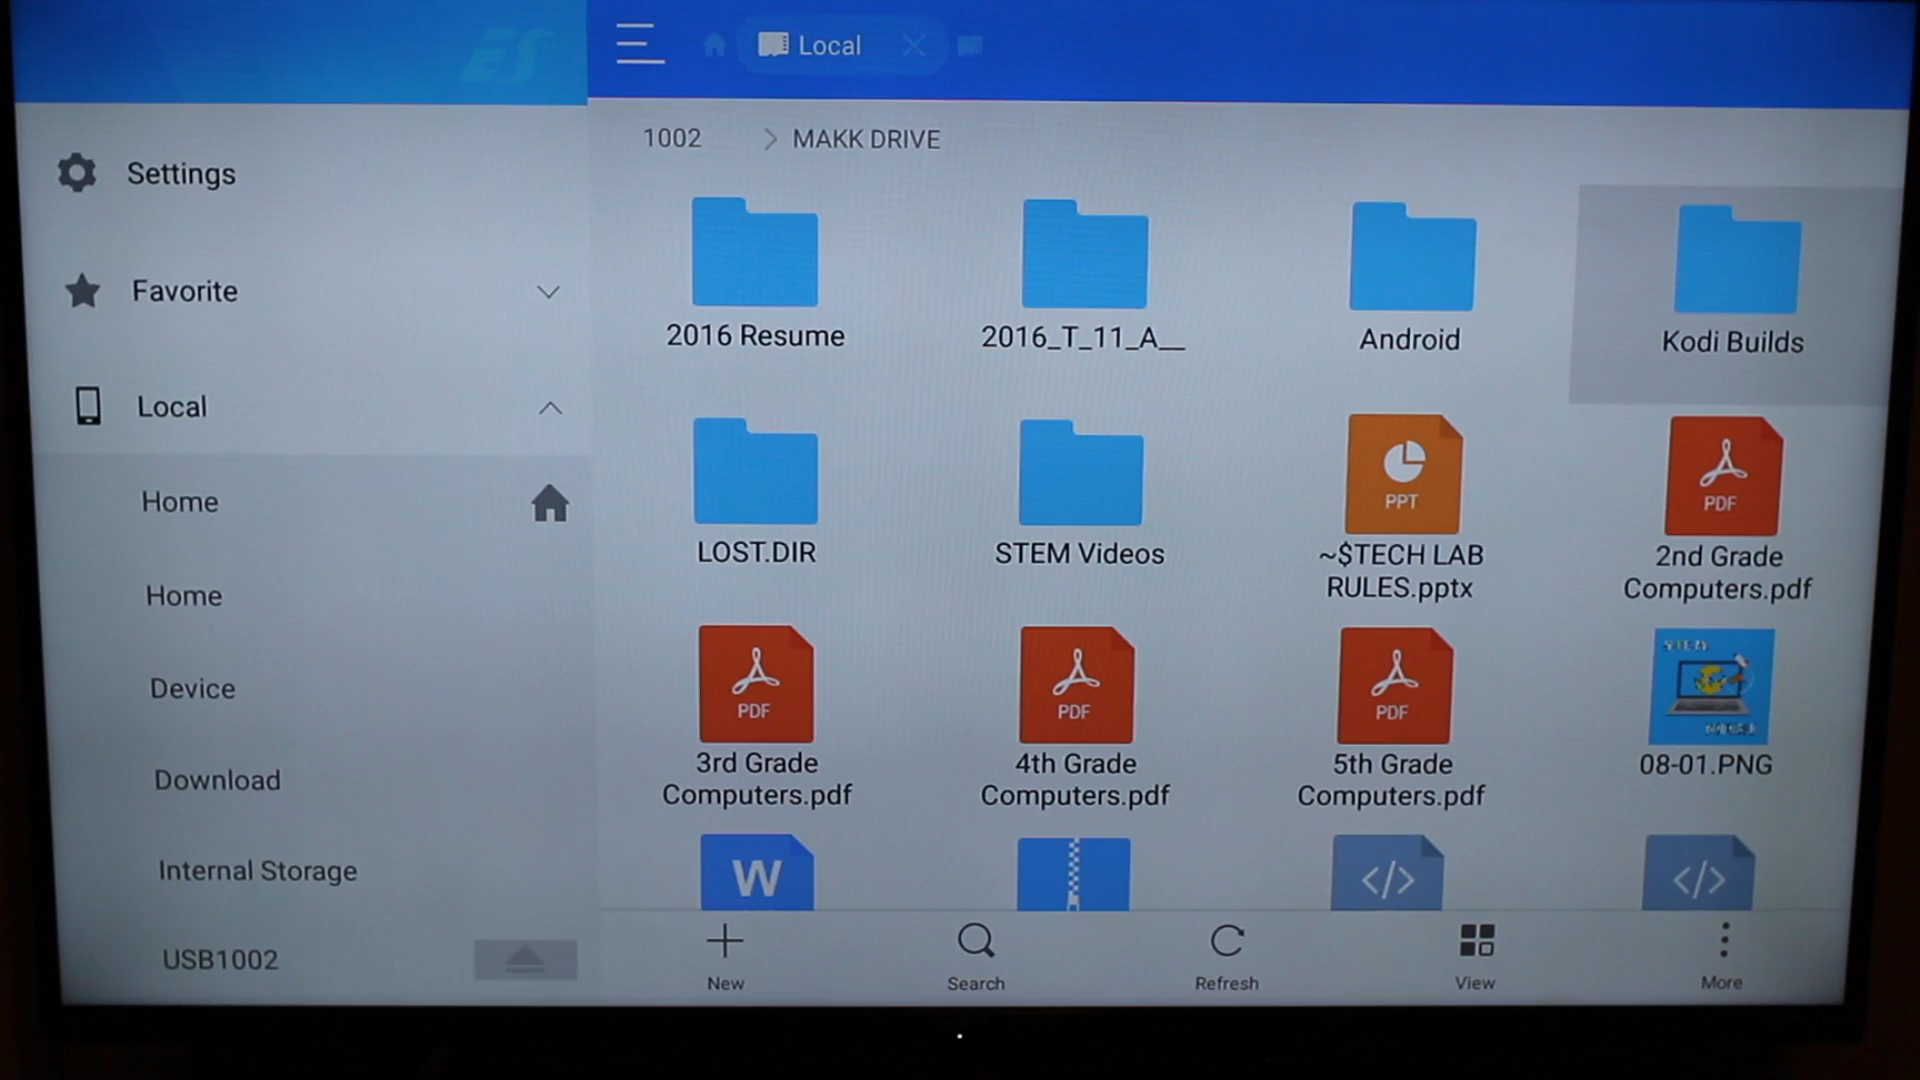 ES
Local
1002 > MAKK DRIVE
Settings
Favorite
Local
Home
Home
Device
Download
Internal Storage
USB1002
2016 Resume
2016_T_11_A__
Android
Kodi Builds
LOST.DIR
STEM Videos
PPT
~$TECH LAB
RULES.pptx
PDF
2nd Grade
Computers.pdf
PDF
3rd Grade
Computers.pdf
PDF
4th Grade
Computers.pdf
PDF
5th Grade
Computers.pdf
08-01.PNG
W
</>
</>
New
Search
Refresh
View
More